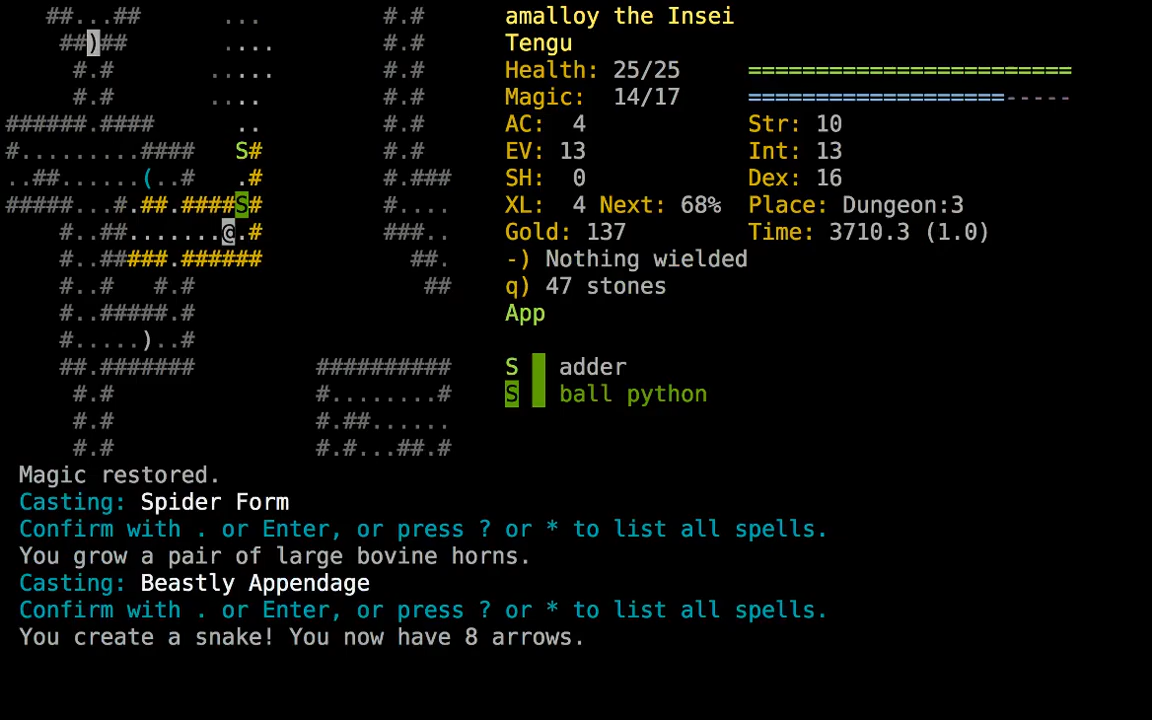 ##...##      ...         #.#     amalloy the Insei
##)##       ....        #.#     Tengu
#.#       .....        #.#     Health: 25/25     ========================
#.#       ....         #.#     Magic:  14/17     ===================-----
######.####      ..         #.#     AC:  4            Str: 10
#.........####   S#         #.#     EV: 13            Int: 13
..##......(..#   .#         #.###   SH:  0            Dex: 16
#####...#.##.####S#         #....   XL:  4 Next: 68%  Place: Dungeon:3
#..##.......@.#         ###..   Gold: 137         Time: 3710.3 (1.0)
#..#####.######           ##.   -) Nothing wielded
#..#   #.#                 ##   q) 47 stones
#..#####.#                      App
#.....)..#
##.#######         ##########   S adder
#.#               #........#   S ball python
#.#               #.##......
#.#               #.#...##.#
Magic restored.
Casting: Spider Form
Confirm with . or Enter, or press ? or * to list all spells.
You grow a pair of large bovine horns.
Casting: Beastly Appendage
Confirm with . or Enter, or press ? or * to list all spells.
You create a snake! You now have 8 arrows.